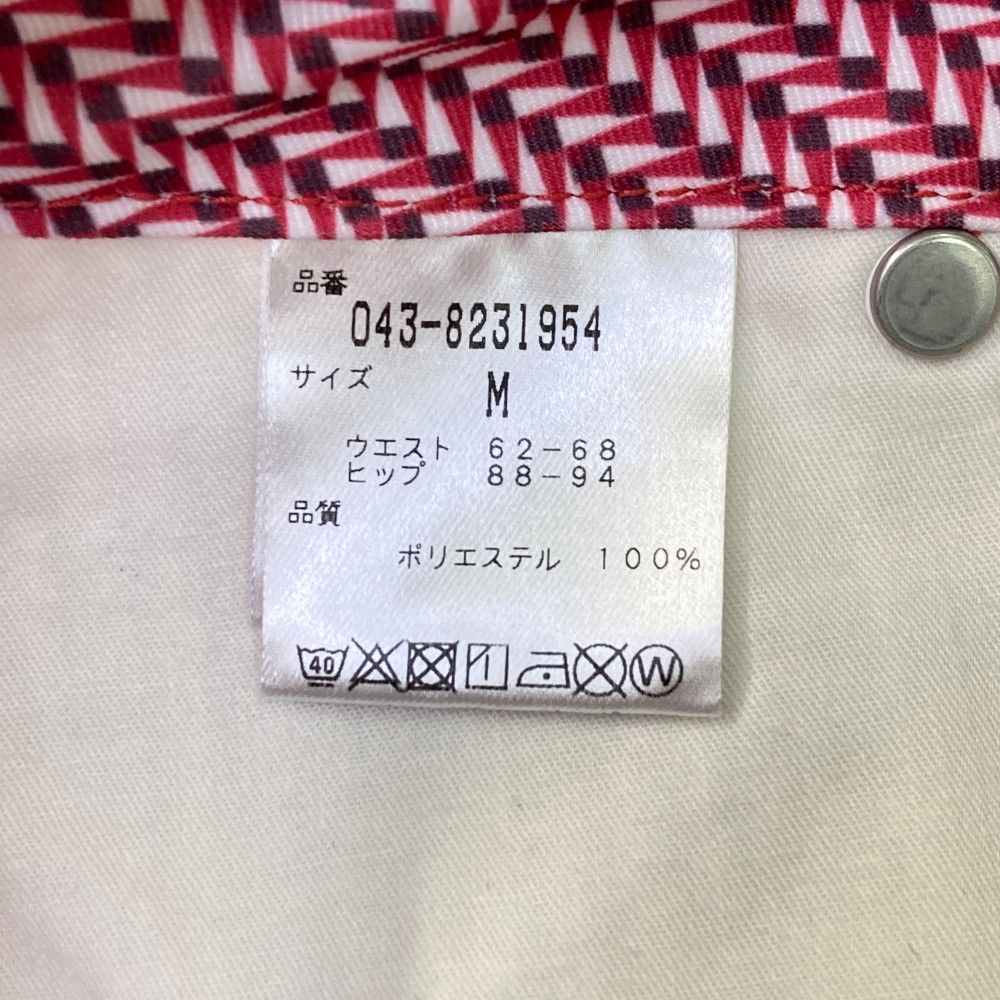 品番
043-8231954
サイズ
M
ウエスト 62-68
ヒップ 88-94
品質
ポリエステル 100%
40 W